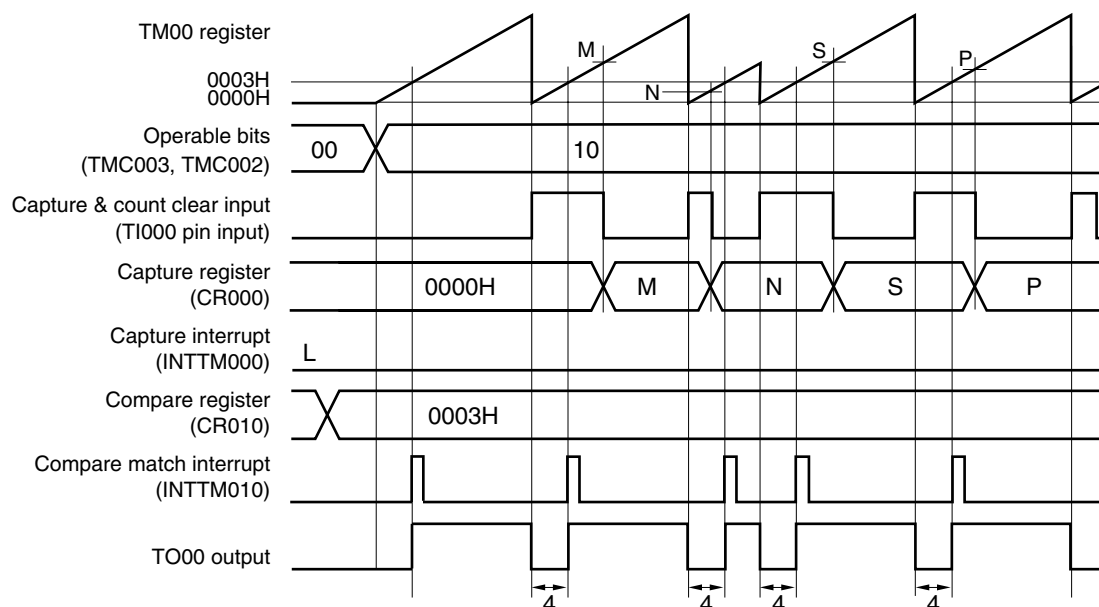 TM00 register
M
S
P
N
0003H
0000H
Operable bits
(TMC003, TMC002)
00
10
Capture & count clear input
(TI000 pin input)
Capture register
(CR000)
0000H
M
N
S
P
Capture interrupt
(INTTM000)
L
Compare register
(CR010)
0003H
Compare match interrupt
(INTTM010)
TO00 output
4
4
4
4